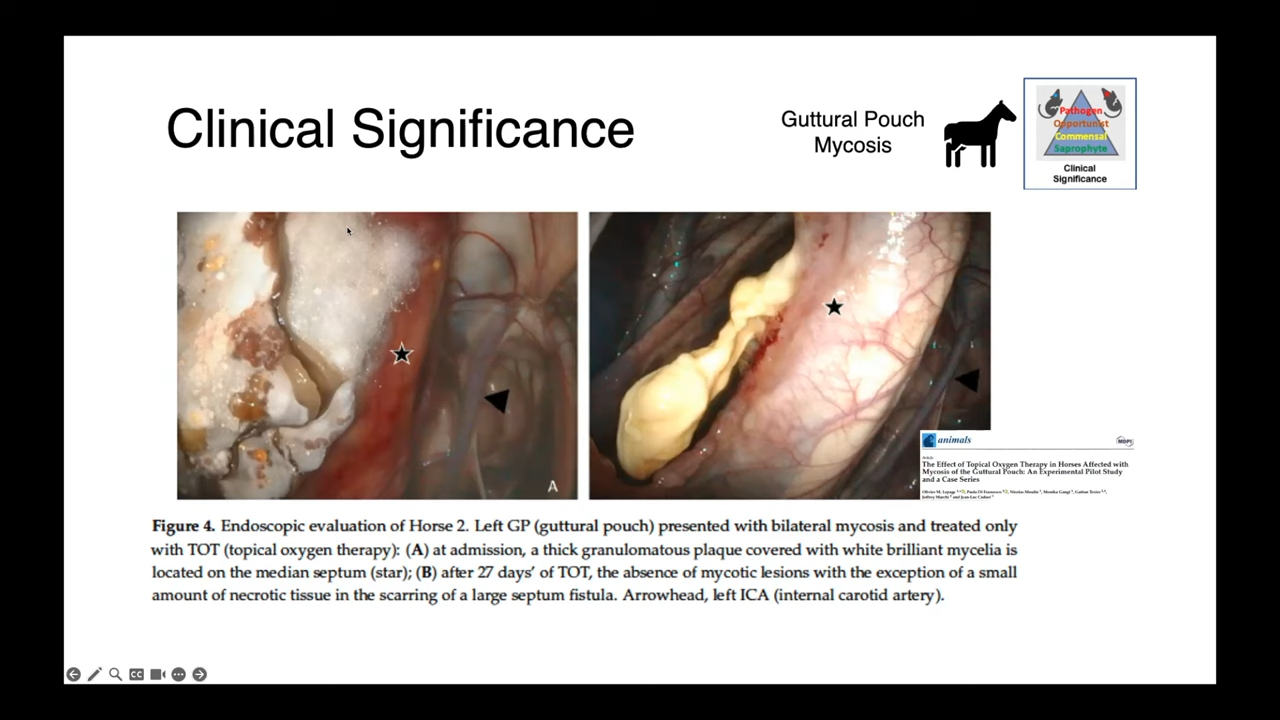 Clinical Significance
Guttural Pouch
Mycosis
Pathogen
Opportunist
Commensal
Saprophyte
Clinical
Significance
A
animals
MDPI
Article
The Effect of Topical Oxygen Therapy in Horses Affected with
Mycosis of the Guttural Pouch: An Experimental Pilot Study
and a Case Series
Figure 4. Endoscopic evaluation of Horse 2. Left GP (guttural pouch) presented with bilateral mycosis and treated only
with TOT (topical oxygen therapy): (A) at admission, a thick granulomatous plaque covered with white brilliant mycelia is
located on the median septum (star); (B) after 27 days' of TOT, the absence of mycotic lesions with the exception of a small
amount of necrotic tissue in the scarring of a large septum fistula. Arrowhead, left ICA (internal carotid artery).
CC